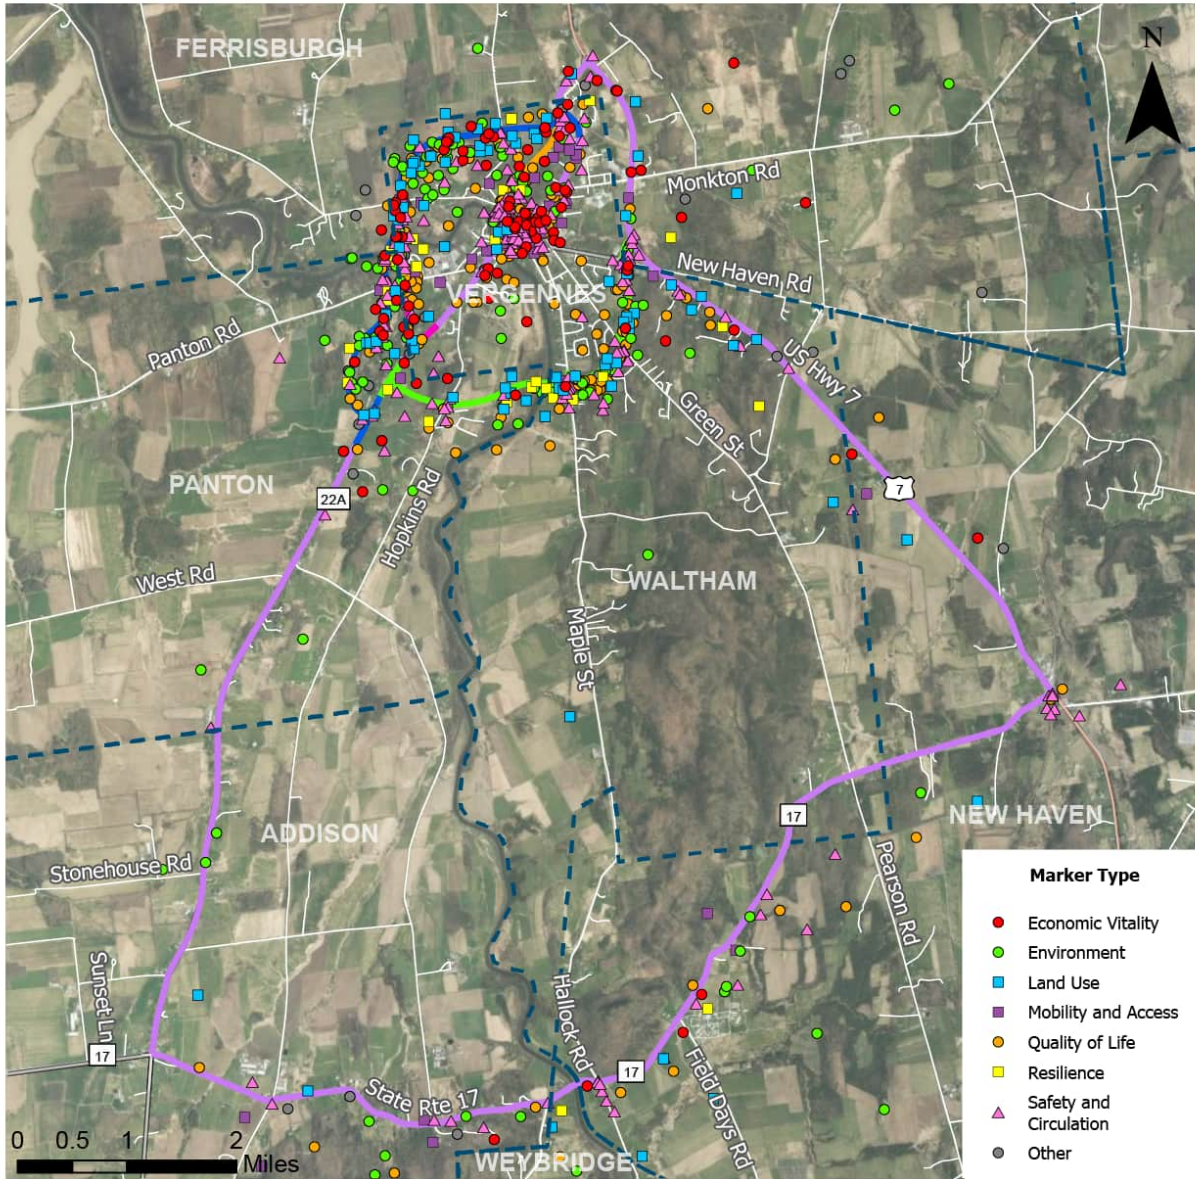 FERRISBURGH
N
Monkton Rd
New Haven Rd
VERGENNES
Panton Rd
US Hwy 7
Green St
PANTON
22A
7
Hopkins Rd
West Rd
WALTHAM
Maple St
17
NEW HAVEN
ADDISON
Stonehouse Rd
Pearson Rd
Sunset Ln
Hallock Rd
17
17
Field Days Rd
State Rte 17
WEYBRIDGE
0 0.5 1 2
Miles
Marker Type
Economic Vitality
Environment
Land Use
Mobility and Access
Quality of Life
Resilience
Safety and
Circulation
Other